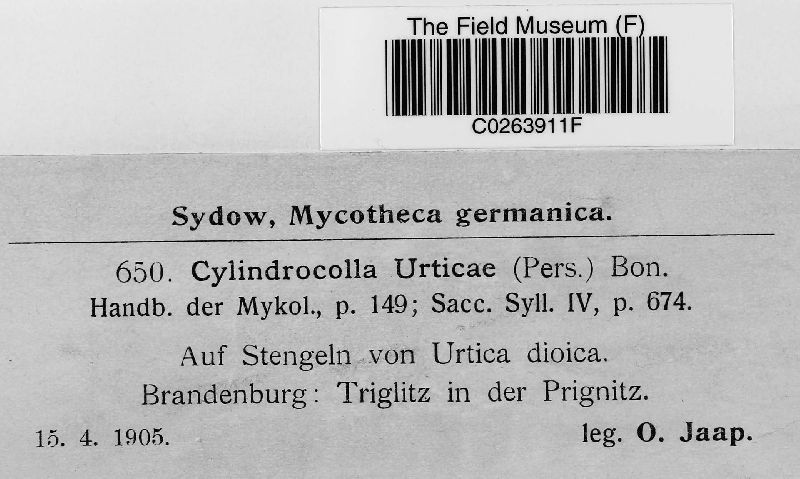 The Field Museum (F)
C0263911F
Sydow, Mycotheca germanica.
650. Cylindrocolla Urticae (Pers.) Bon.
Handb. der Mykol., p. 149; Sacc. Syll. IV, p. 674.
Auf Stengeln von Urtica dioica.
Brandenburg: Triglitz in der Prignitz.
15. 4. 1905. leg. O. Jaap.